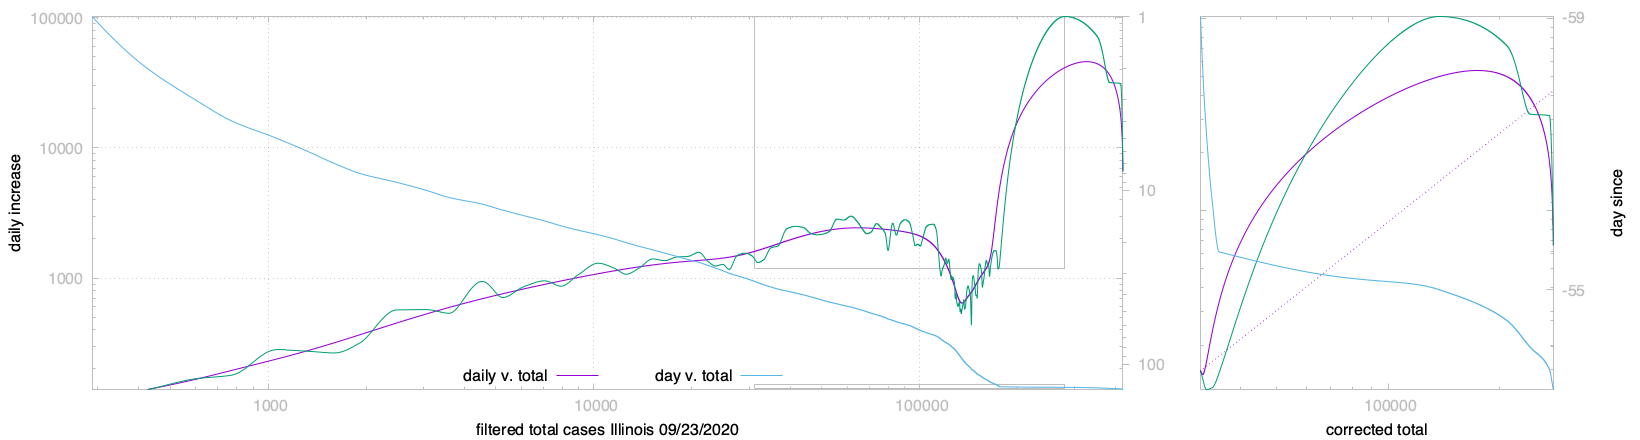 100000
10000
1000
daily increase
1
10
100
daily v. total
day v. total
1000
10000
100000
filtered total cases Illinois 09/23/2020
-59
-55
day since
100000
corrected total